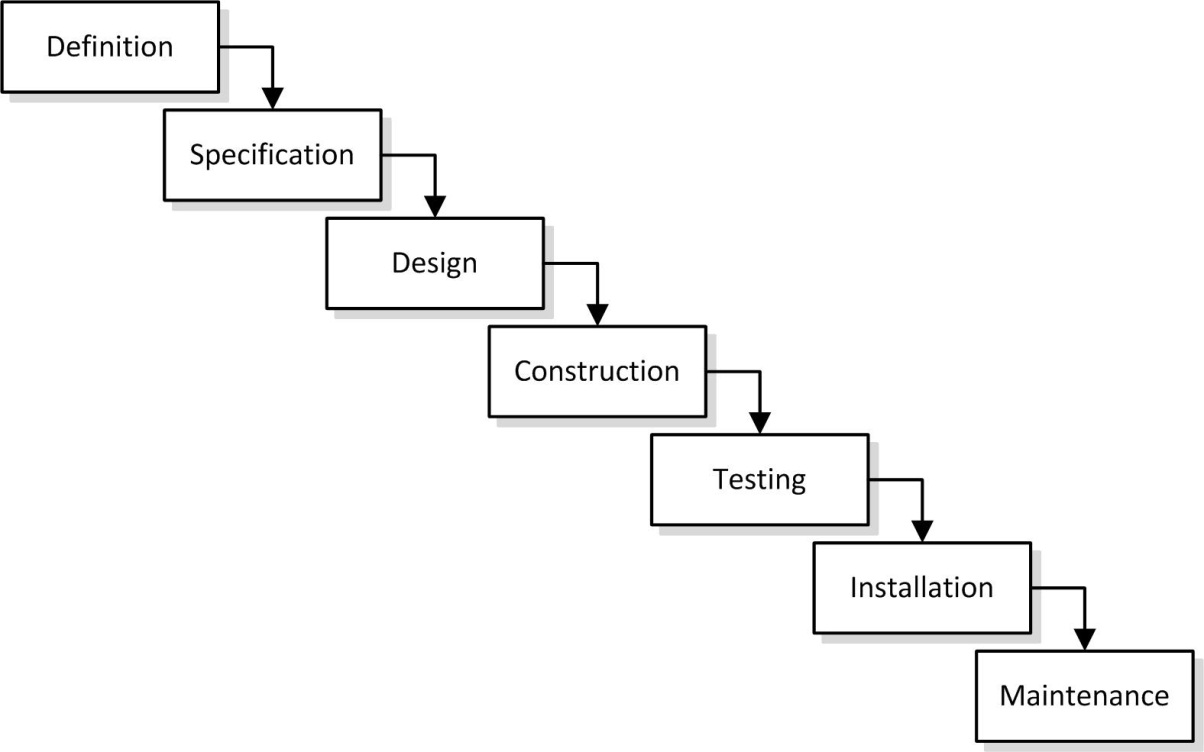 Definition
Specification
Design
Construction
Testing
Installation
Maintenance